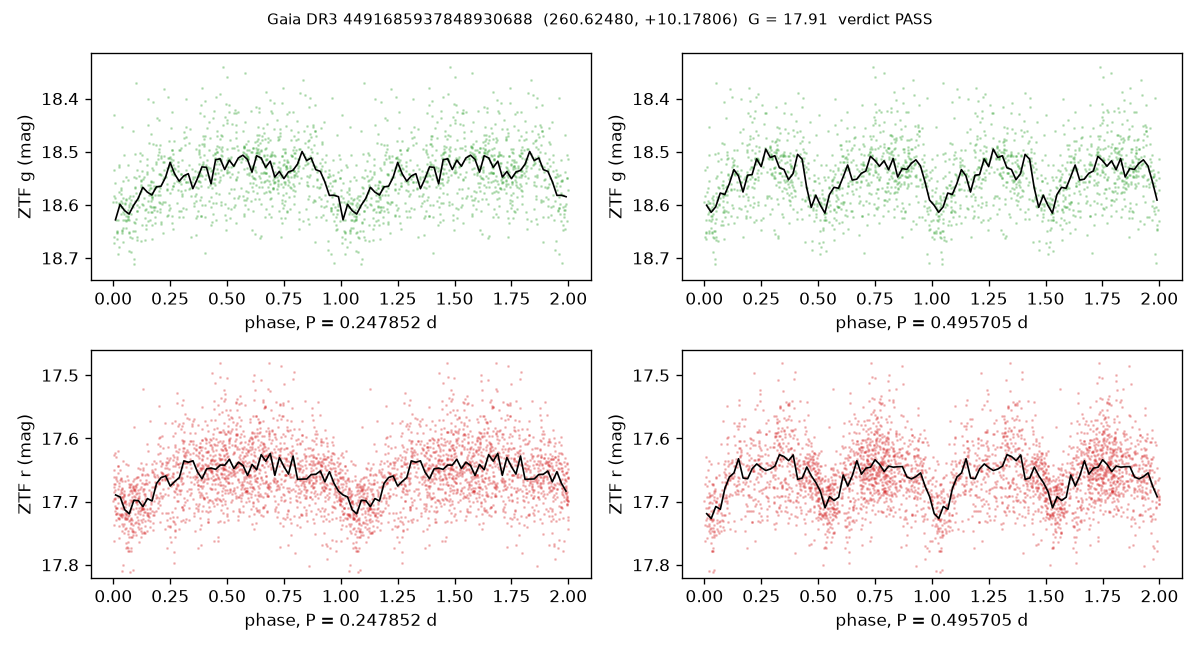 Gaia DR3 4491685937848930688 (260.62480, +10.17806) G = 17.91 verdict PASS
ZTF g (mag)
18.4
18.5
18.6
18.7
0.00 0.25 0.50 0.75 1.00 1.25 1.50 1.75 2.00
phase, P = 0.247852 d
ZTF g (mag)
18.4
18.5
18.6
18.7
0.00 0.25 0.50 0.75 1.00 1.25 1.50 1.75 2.00
phase, P = 0.495705 d
ZTF r (mag)
17.5
17.6
17.7
17.8
0.00 0.25 0.50 0.75 1.00 1.25 1.50 1.75 2.00
phase, P = 0.247852 d
ZTF r (mag)
17.5
17.6
17.7
17.8
0.00 0.25 0.50 0.75 1.00 1.25 1.50 1.75 2.00
phase, P = 0.495705 d